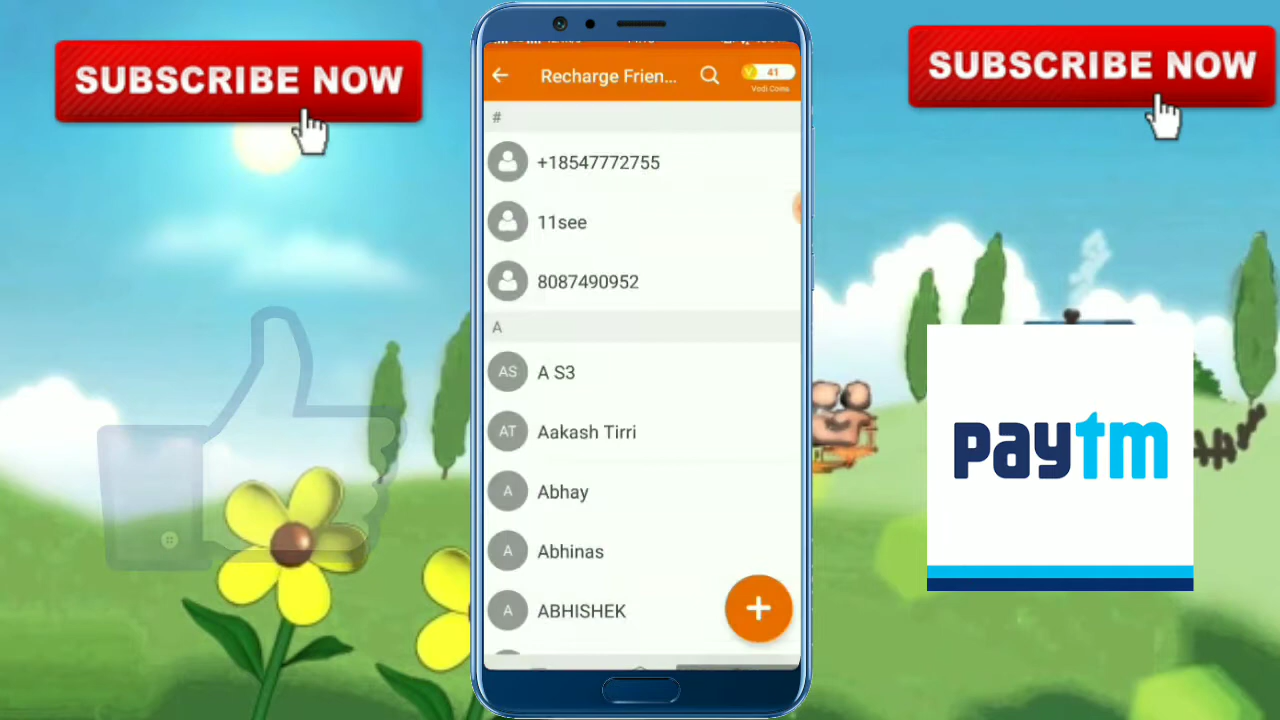 SUBSCRIBE NOW
SUBSCRIBE NOW
Recharge Frien...
41
Vodi Coins
#
+18547772755
11see
8087490952
A
AS
A S3
AT
Aakash Tirri
A
Abhay
A
Abhinas
A
ABHISHEK
+
paytm